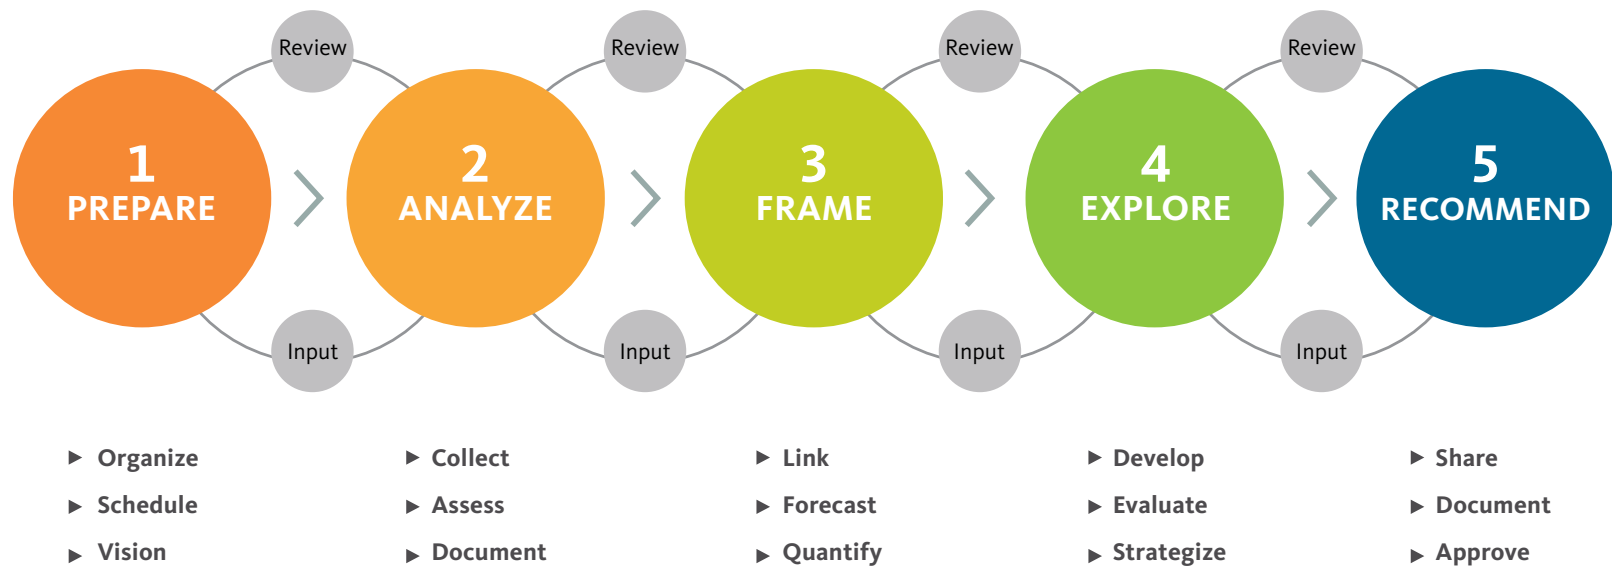 Review
Review
Review
Review
1
PREPARE
2
ANALYZE
3
FRAME
4
EXPLORE
5
RECOMMEND
Input
Input
Input
Input
► Organize
► Schedule
► Vision
► Collect
► Assess
► Document
► Link
► Forecast
► Quantify
► Develop
► Evaluate
► Strategize
► Share
► Document
► Approve